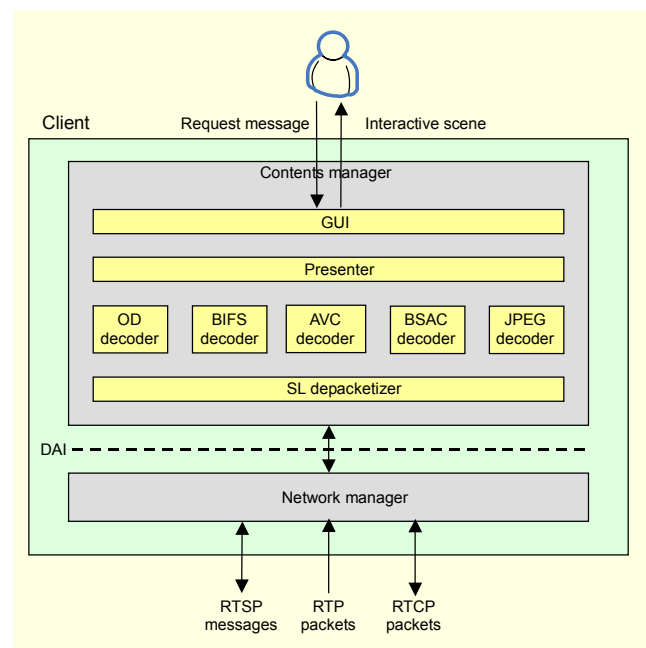 Client
Request message
Interactive scene
Contents manager
GUI
Presenter
OD
decoder
BIFS
decoder
AVC
decoder
BSAC
decoder
JPEG
decoder
SL depacketizer
DAI
Network manager
RTSP
messages
RTP
packets
RTCP
packets